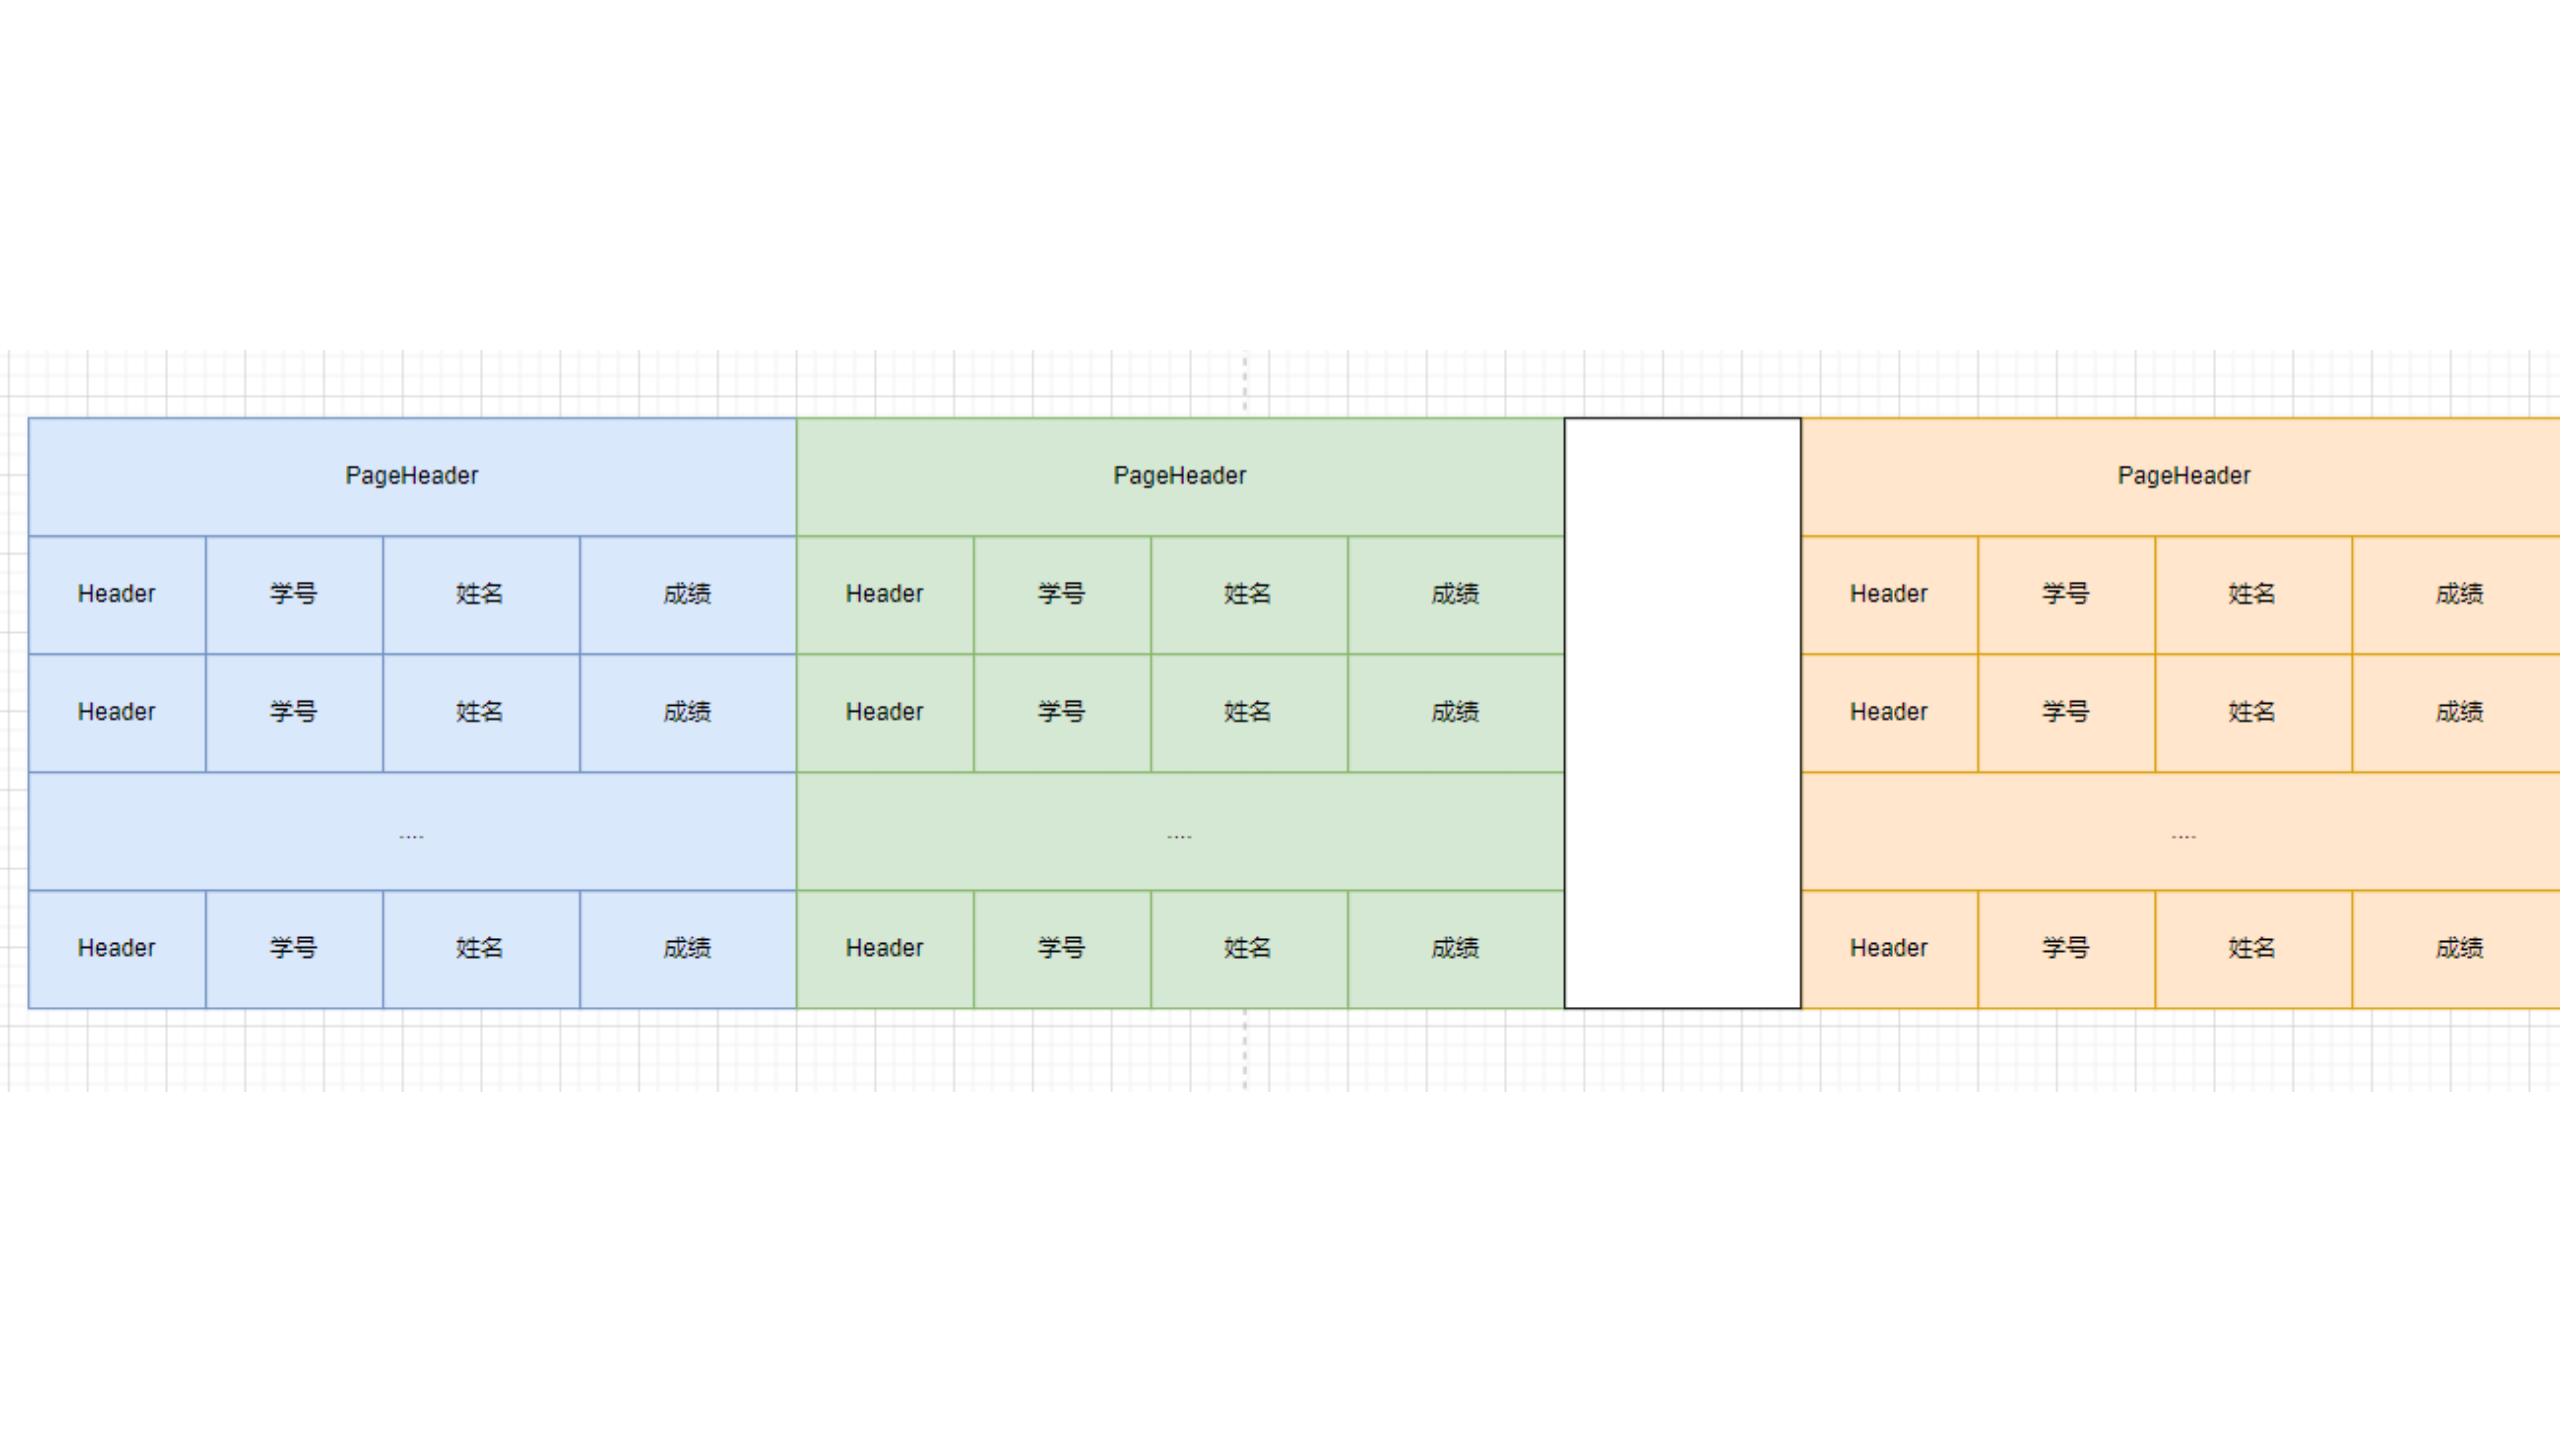 PageHeader PageHeader PageHeader
Header 学号 姓名 成绩 Header 学号 姓名 成绩 Header 学号 姓名 成绩
Header 学号 姓名 成绩 Header 学号 姓名 成绩 Header 学号 姓名 成绩
.... .... ....
Header 学号 姓名 成绩 Header 学号 姓名 成绩 Header 学号 姓名 成绩